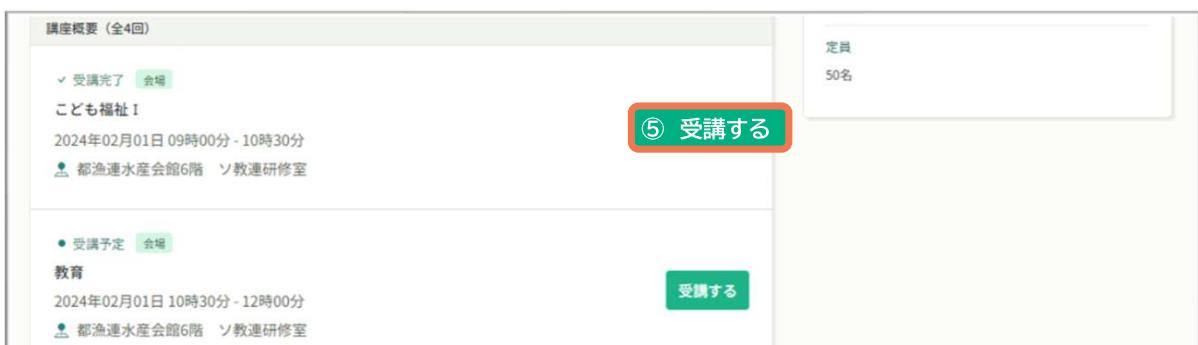 講座概要（全4回）
✓ 受講完了 会場
こども福祉 I
2024年02月01日 09時00分 - 10時30分
都漁連水産会館6階　ソ教連研修室
⑤ 受講する
● 受講予定 会場
教育
2024年02月01日 10時30分 - 12時00分
都漁連水産会館6階　ソ教連研修室
受講する
定員
50名